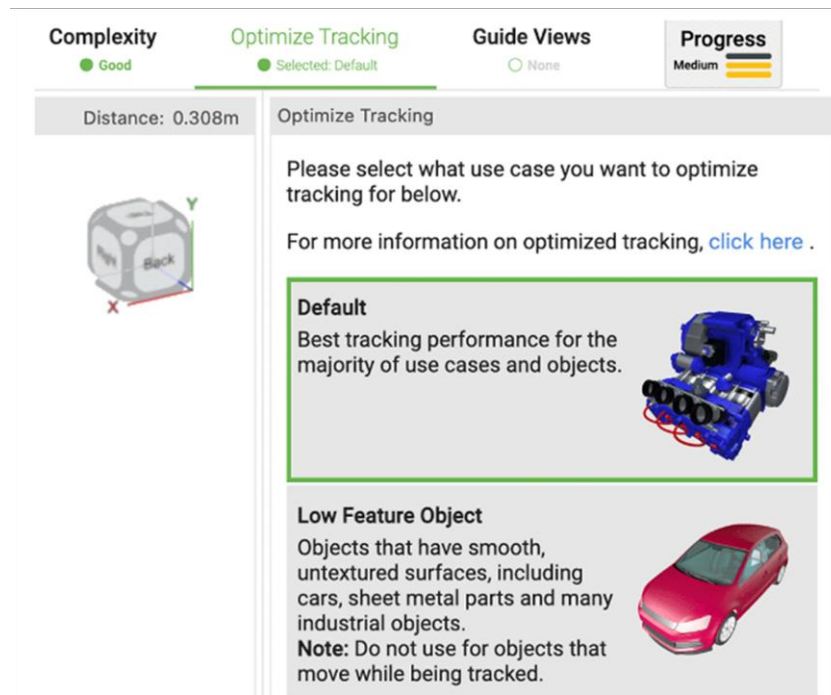 Complexity
Good
Optimize Tracking
Selected: Default
Guide Views
None
Progress
Medium
Distance: 0.308m
Optimize Tracking
Please select what use case you want to optimize
tracking for below.
For more information on optimized tracking, click here .
Y
Back
X
Default
Best tracking performance for the
majority of use cases and objects.
Low Feature Object
Objects that have smooth,
untextured surfaces, including
cars, sheet metal parts and many
industrial objects.
Note: Do not use for objects that
move while being tracked.